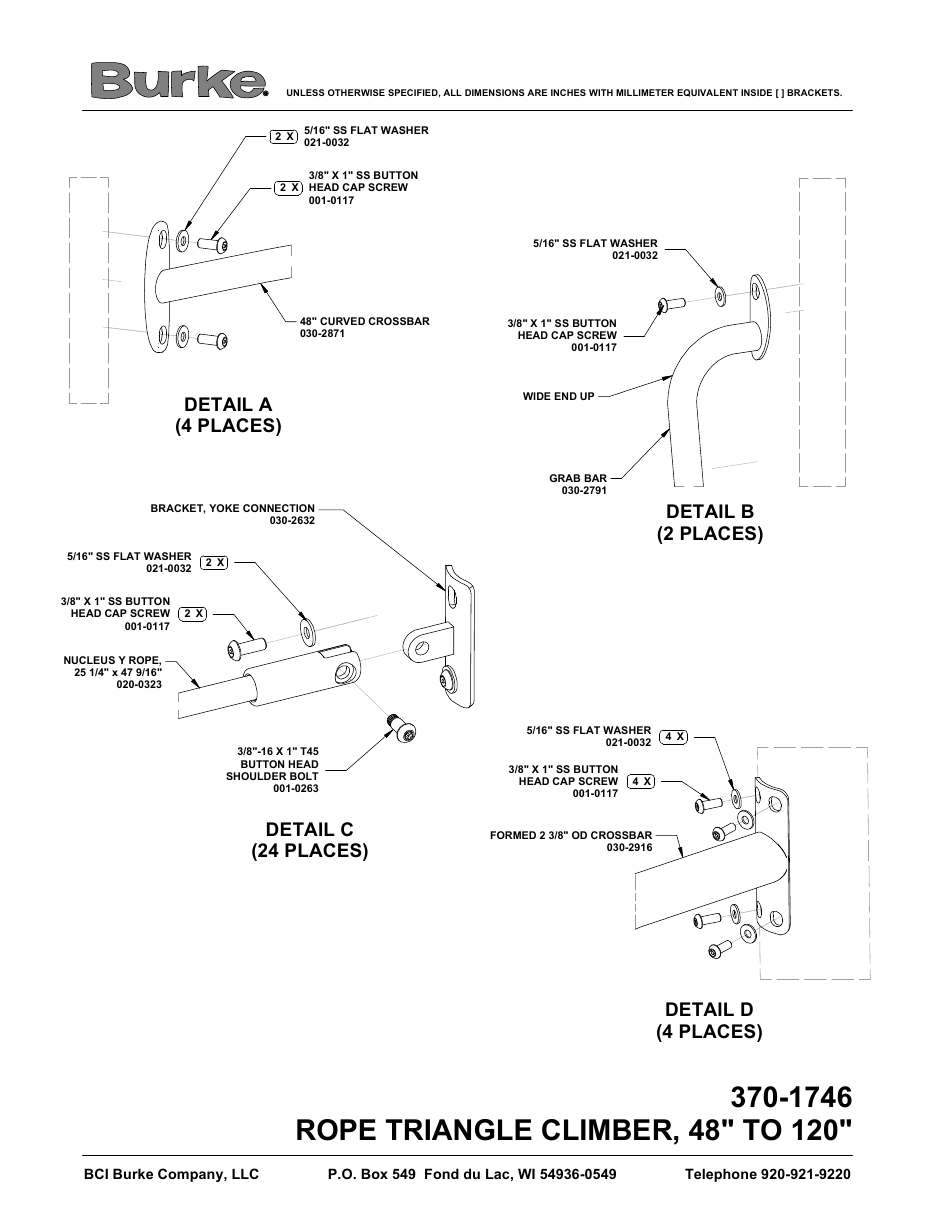 Burke
UNLESS OTHERWISE SPECIFIED, ALL DIMENSIONS ARE INCHES WITH MILLIMETER EQUIVALENT INSIDE [ ] BRACKETS.
2 X
5/16" SS FLAT WASHER
021-0032
2 X
3/8" X 1" SS BUTTON
HEAD CAP SCREW
001-0117
48" CURVED CROSSBAR
030-2871
DETAIL A
(4 PLACES)
5/16" SS FLAT WASHER
021-0032
3/8" X 1" SS BUTTON
HEAD CAP SCREW
001-0117
WIDE END UP
GRAB BAR
030-2791
DETAIL B
(2 PLACES)
BRACKET, YOKE CONNECTION
030-2632
5/16" SS FLAT WASHER
021-0032
2 X
3/8" X 1" SS BUTTON
HEAD CAP SCREW
001-0117
2 X
NUCLEUS Y ROPE,
25 1/4" x 47 9/16"
020-0323
3/8"-16 X 1" T45
BUTTON HEAD
SHOULDER BOLT
001-0263
DETAIL C
(24 PLACES)
5/16" SS FLAT WASHER
021-0032
4 X
3/8" X 1" SS BUTTON
HEAD CAP SCREW
001-0117
4 X
FORMED 2 3/8" OD CROSSBAR
030-2916
DETAIL D
(4 PLACES)
370-1746
ROPE TRIANGLE CLIMBER, 48" TO 120"
BCI Burke Company, LLC
P.O. Box 549 Fond du Lac, WI 54936-0549
Telephone 920-921-9220